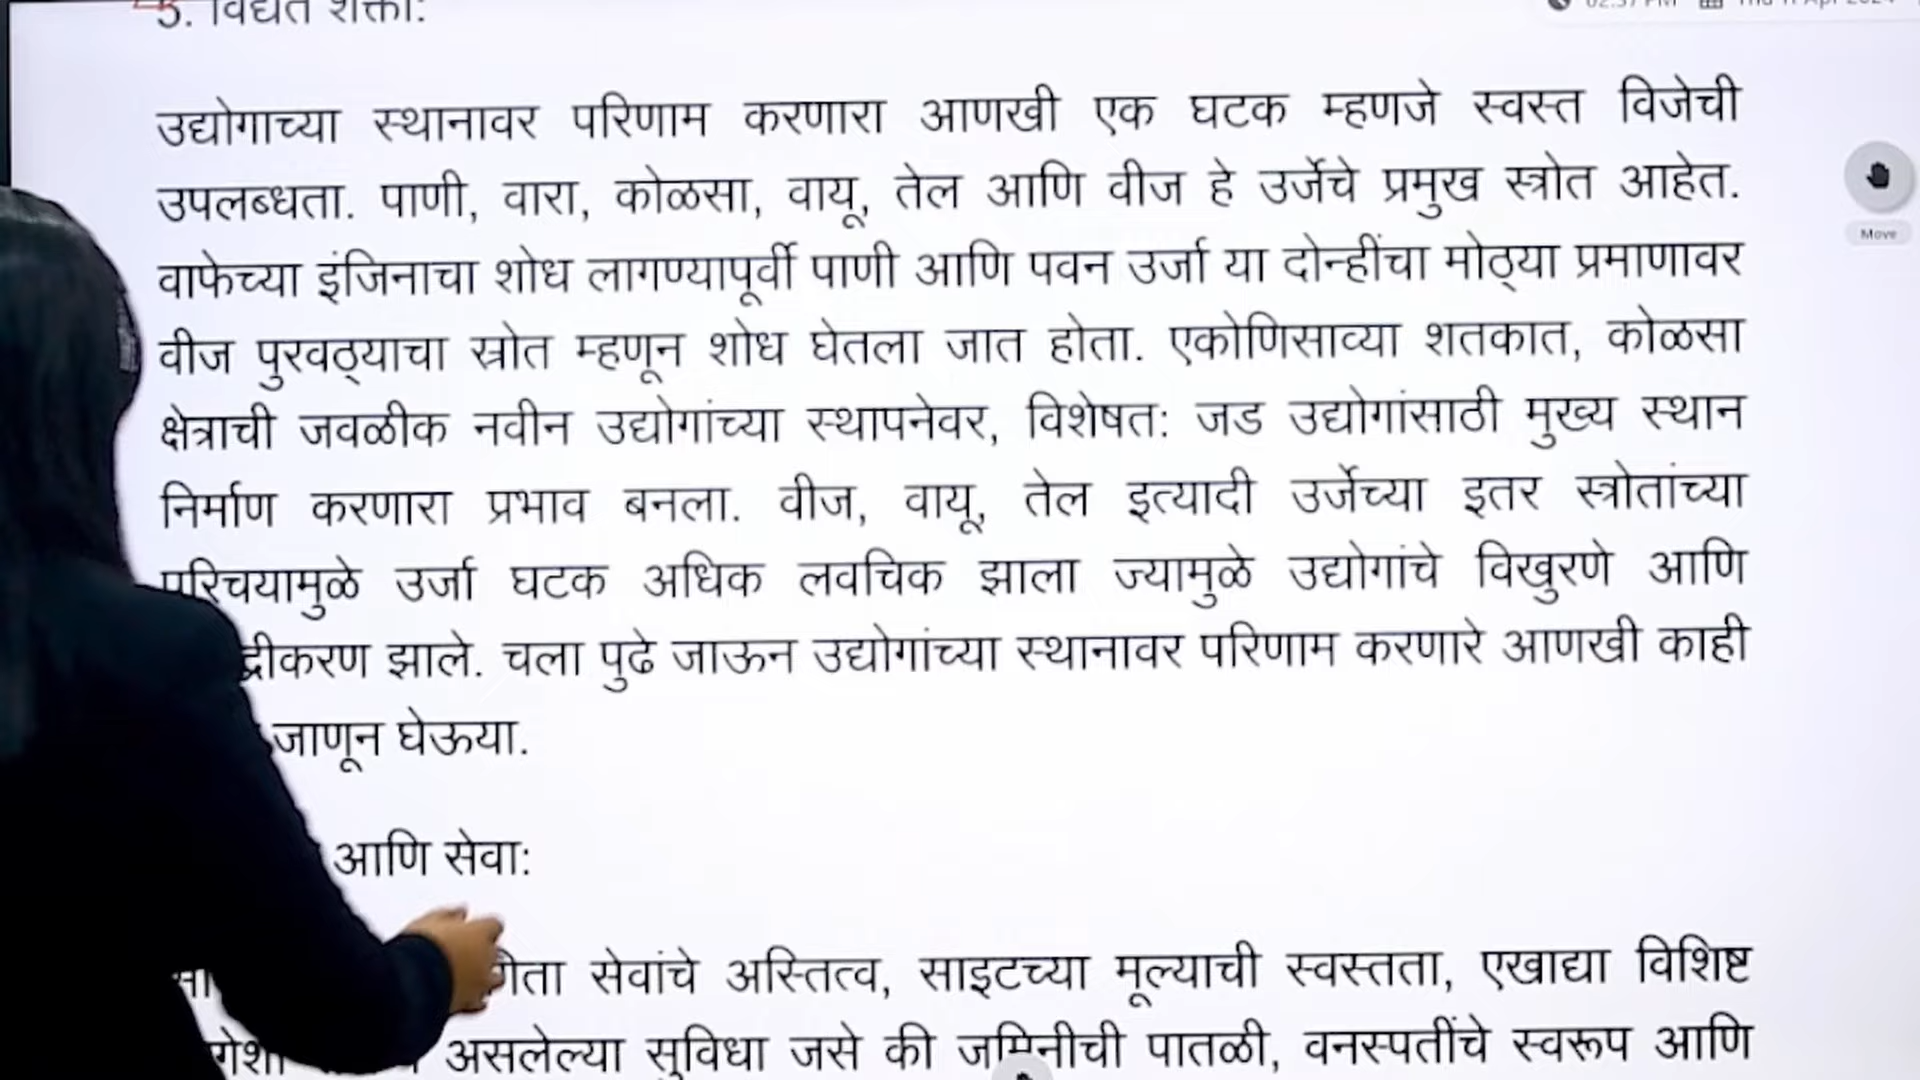 5. विद्युत शक्ती:
उद्योगाच्या स्थानावर परिणाम करणारा आणखी एक घटक म्हणजे स्वस्त विजेची
उपलब्धता. पाणी, वारा, कोळसा, वायू, तेल आणि वीज हे उर्जेचे प्रमुख स्त्रोत आहेत.
वाफेच्या इंजिनाचा शोध लागण्यापूर्वी पाणी आणि पवन उर्जा या दोन्हींचा मोठ्या प्रमाणावर
वीज पुरवठ्याचा स्रोत म्हणून शोध घेतला जात होता. एकोणिसाव्या शतकात, कोळसा
क्षेत्राची जवळीक नवीन उद्योगांच्या स्थापनेवर, विशेषत: जड उद्योगांसाठी मुख्य स्थान
निर्माण करणारा प्रभाव बनला. वीज, वायू, तेल इत्यादी उर्जेच्या इतर स्त्रोतांच्या
परिचयामुळे उर्जा घटक अधिक लवचिक झाला ज्यामुळे उद्योगांचे विखुरणे आणि
झाले. चला पुढे जाऊन उद्योगांच्या स्थानावर परिणाम करणारे आणखी काही
जाणून घेऊया.
आणि सेवा:
सेवांचे अस्तित्व, साइटच्या मूल्याची स्वस्तता, एखाद्या विशिष्ट
असलेल्या सुविधा जसे की जमिनीची पातळी, वनस्पतींचे स्वरूप आणि
Move